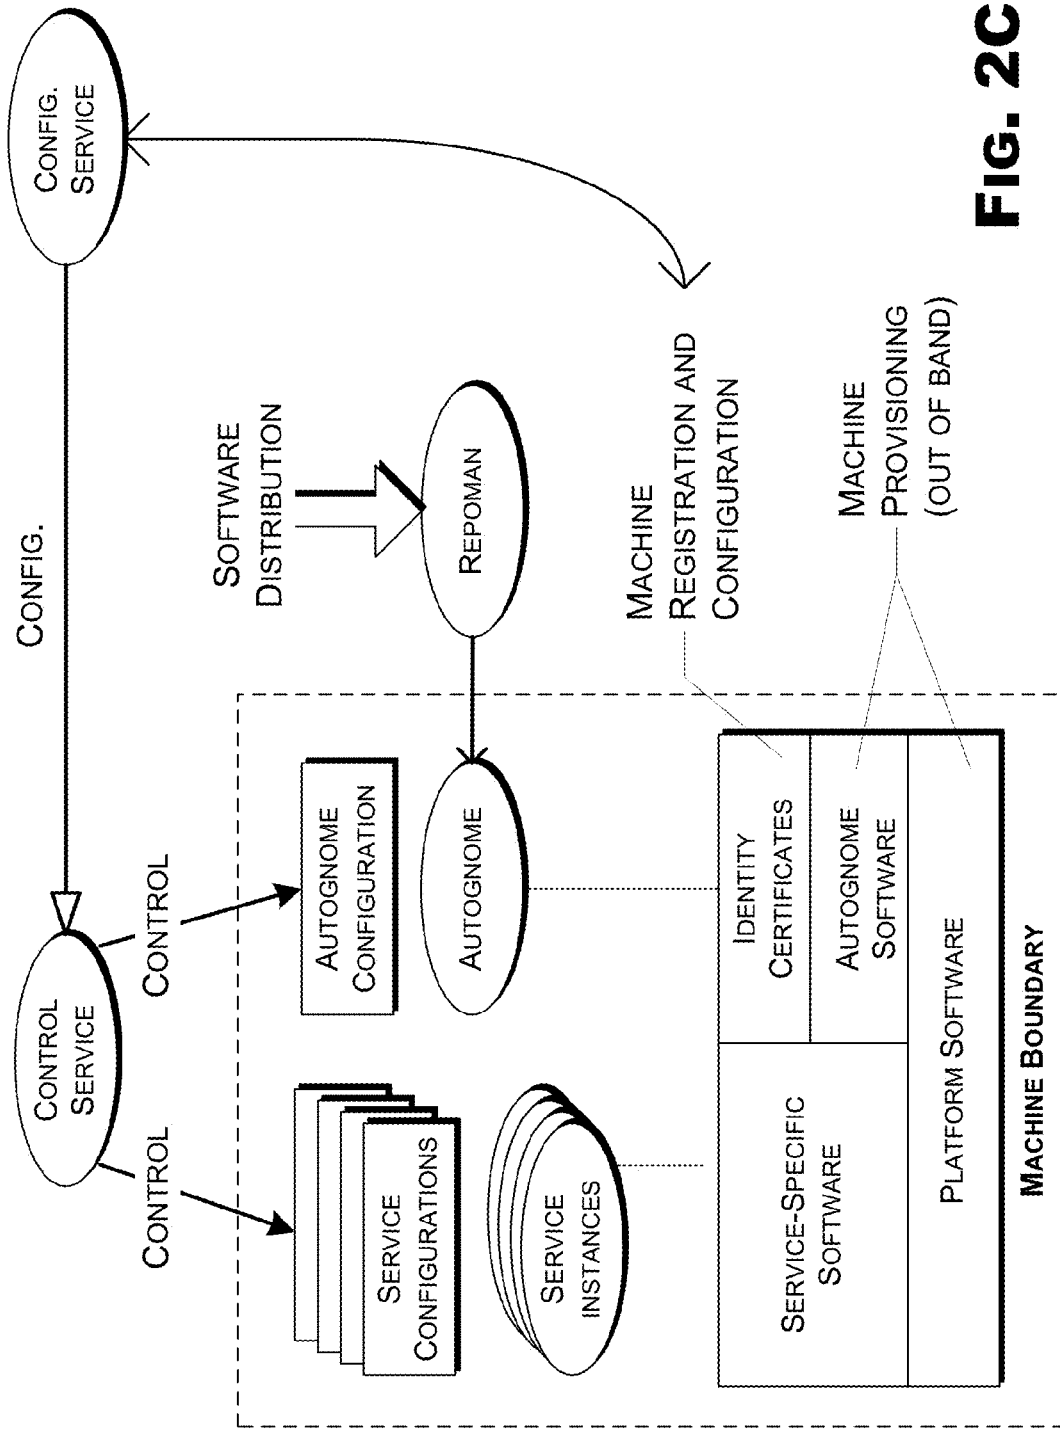 CONTROL
SERVICE
CONFIG.
CONFIG.
SERVICE
CONTROL
CONTROL
SOFTWARE
DISTRIBUTION
SERVICE
CONFIGURATIONS
AUTOGNOME
CONFIGURATION
SERVICE
INSTANCES
AUTOGNOME
REPOMAN
MACHINE
REGISTRATION AND
CONFIGURATION
SERVICE-SPECIFIC
SOFTWARE
IDENTITY
CERTIFICATES
AUTOGNOME
SOFTWARE
MACHINE
PROVISIONING
(OUT OF BAND)
PLATFORM SOFTWARE
MACHINE BOUNDARY
FIG. 2C